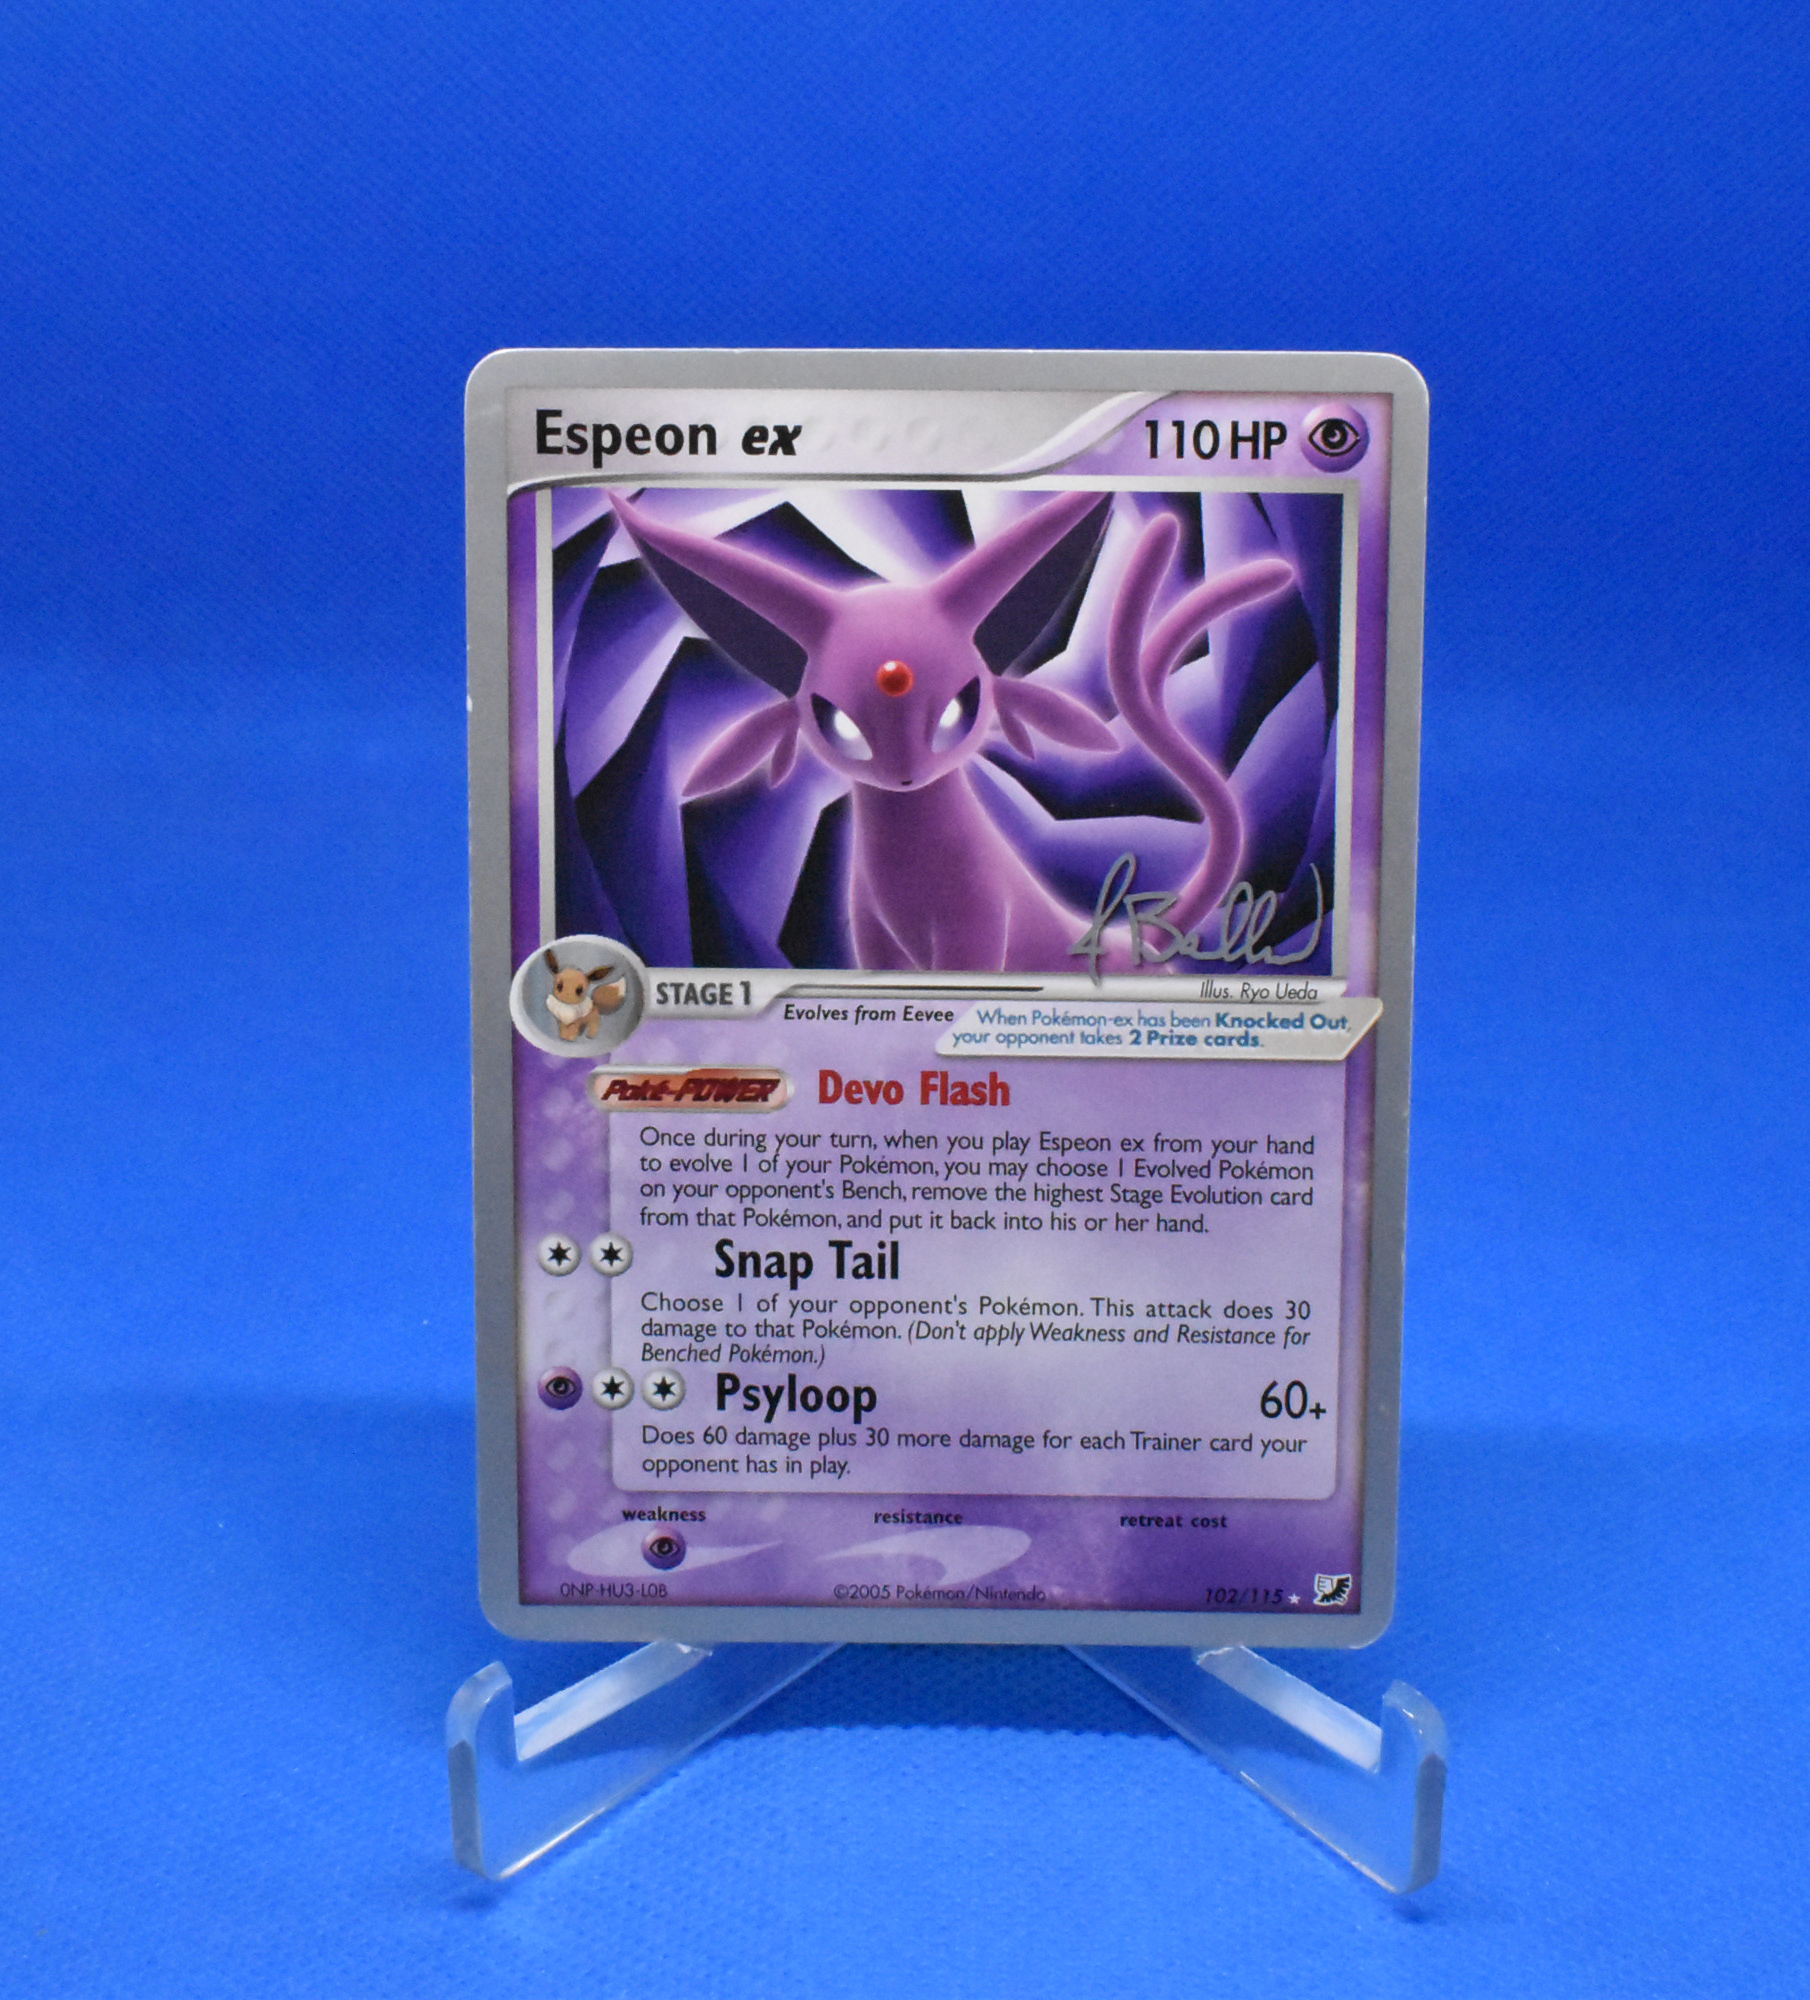 Espeon ex 110 HP
STAGE 1
Illus. Ryo Ueda
Evolves from Eevee
When Pokémon-ex has been Knocked Out,
your opponent takes 2 Prize cards.
Poké-POWER Devo Flash
Once during your turn, when you play Espeon ex from your hand
to evolve 1 of your Pokémon, you may choose 1 Evolved Pokémon
on your opponent's Bench, remove the highest Stage Evolution card
from that Pokémon, and put it back into his or her hand.
Snap Tail
Choose 1 of your opponent's Pokémon. This attack does 30
damage to that Pokémon. (Don't apply Weakness and Resistance for
Benched Pokémon.)
Psyloop 60+
Does 60 damage plus 30 more damage for each Trainer card your
opponent has in play.
weakness resistance retreat cost
0NP-HU3-L0B ©2005 Pokémon/Nintendo 102/115